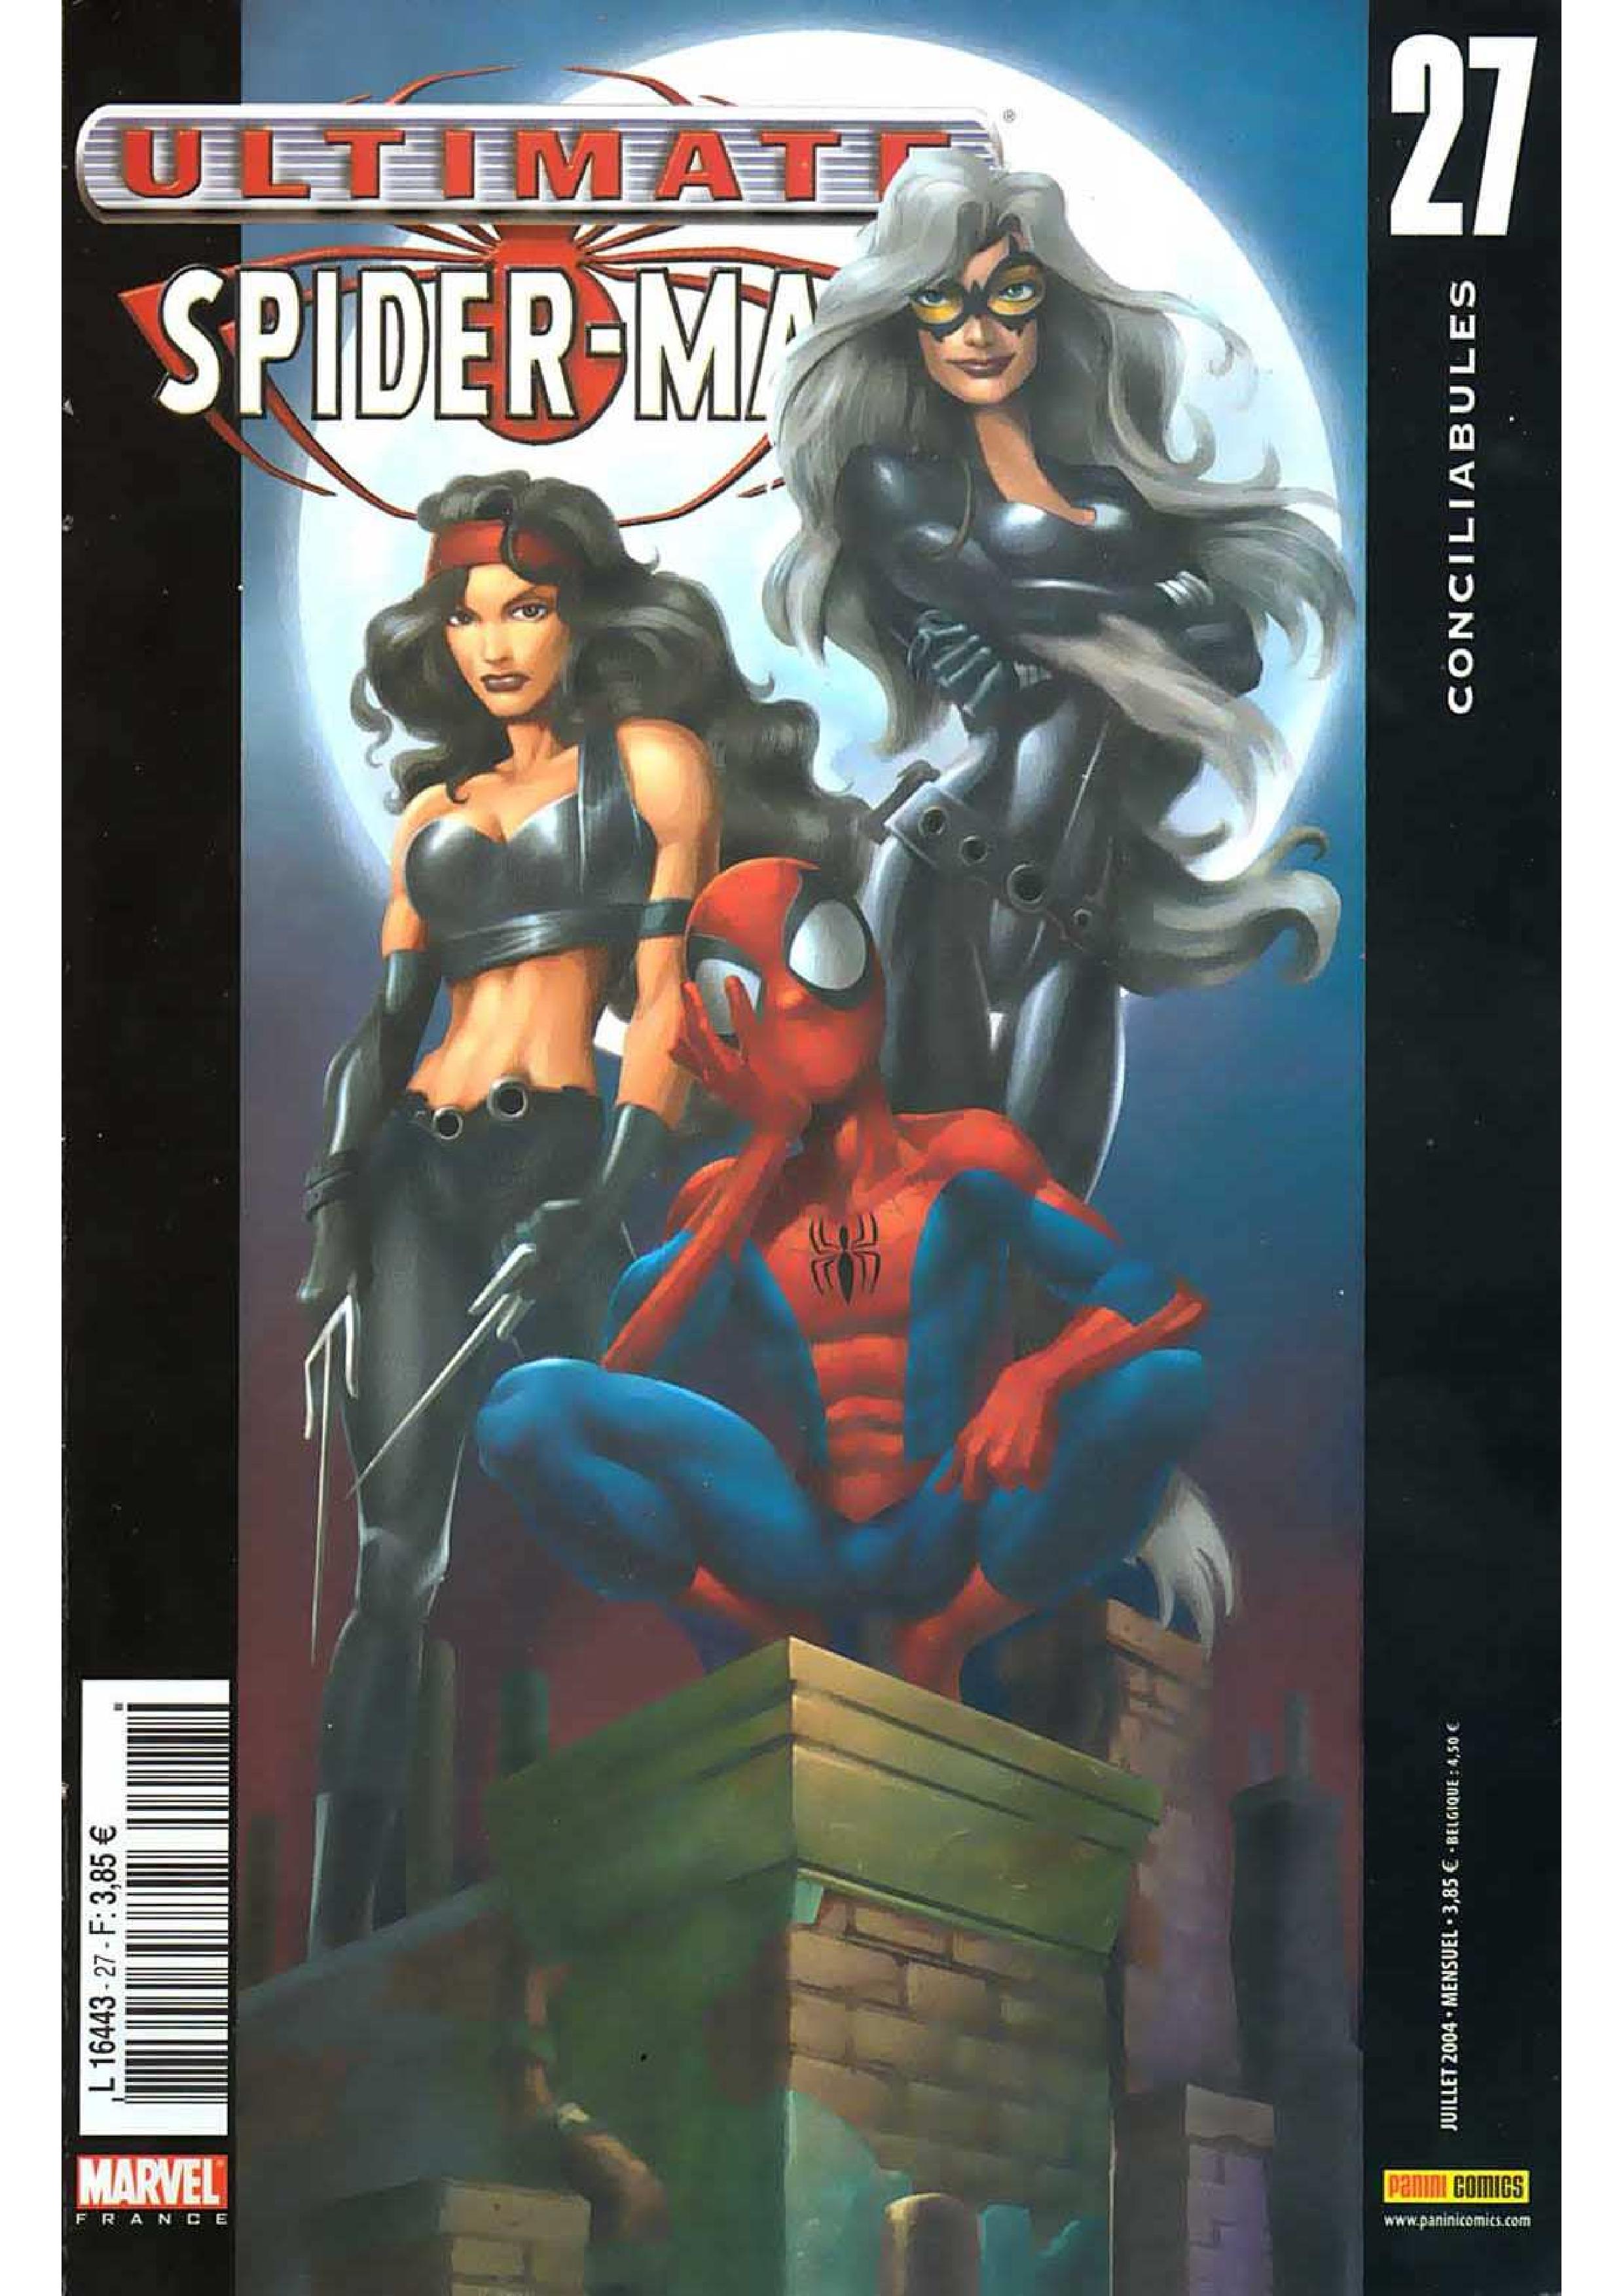 ULTIMATE
®
SPIDER-MA
27
CONCILIABULES
L 16443 - 27 - F: 3,85 €
MARVEL
FRANCE
JUILLET 2004 • MENSUEL • 3,85 € • BELGIQUE : 4,50 €
PANINI COMICS
www.paninicomics.com